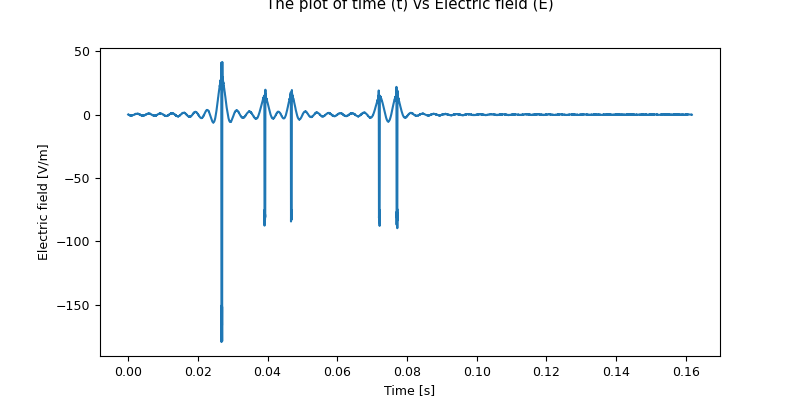 The plot of time (t) vs Electric field (E)
50
0
−50
−100
−150
Electric field [V/m]
0.00 0.02 0.04 0.06 0.08 0.10 0.12 0.14 0.16
Time [s]